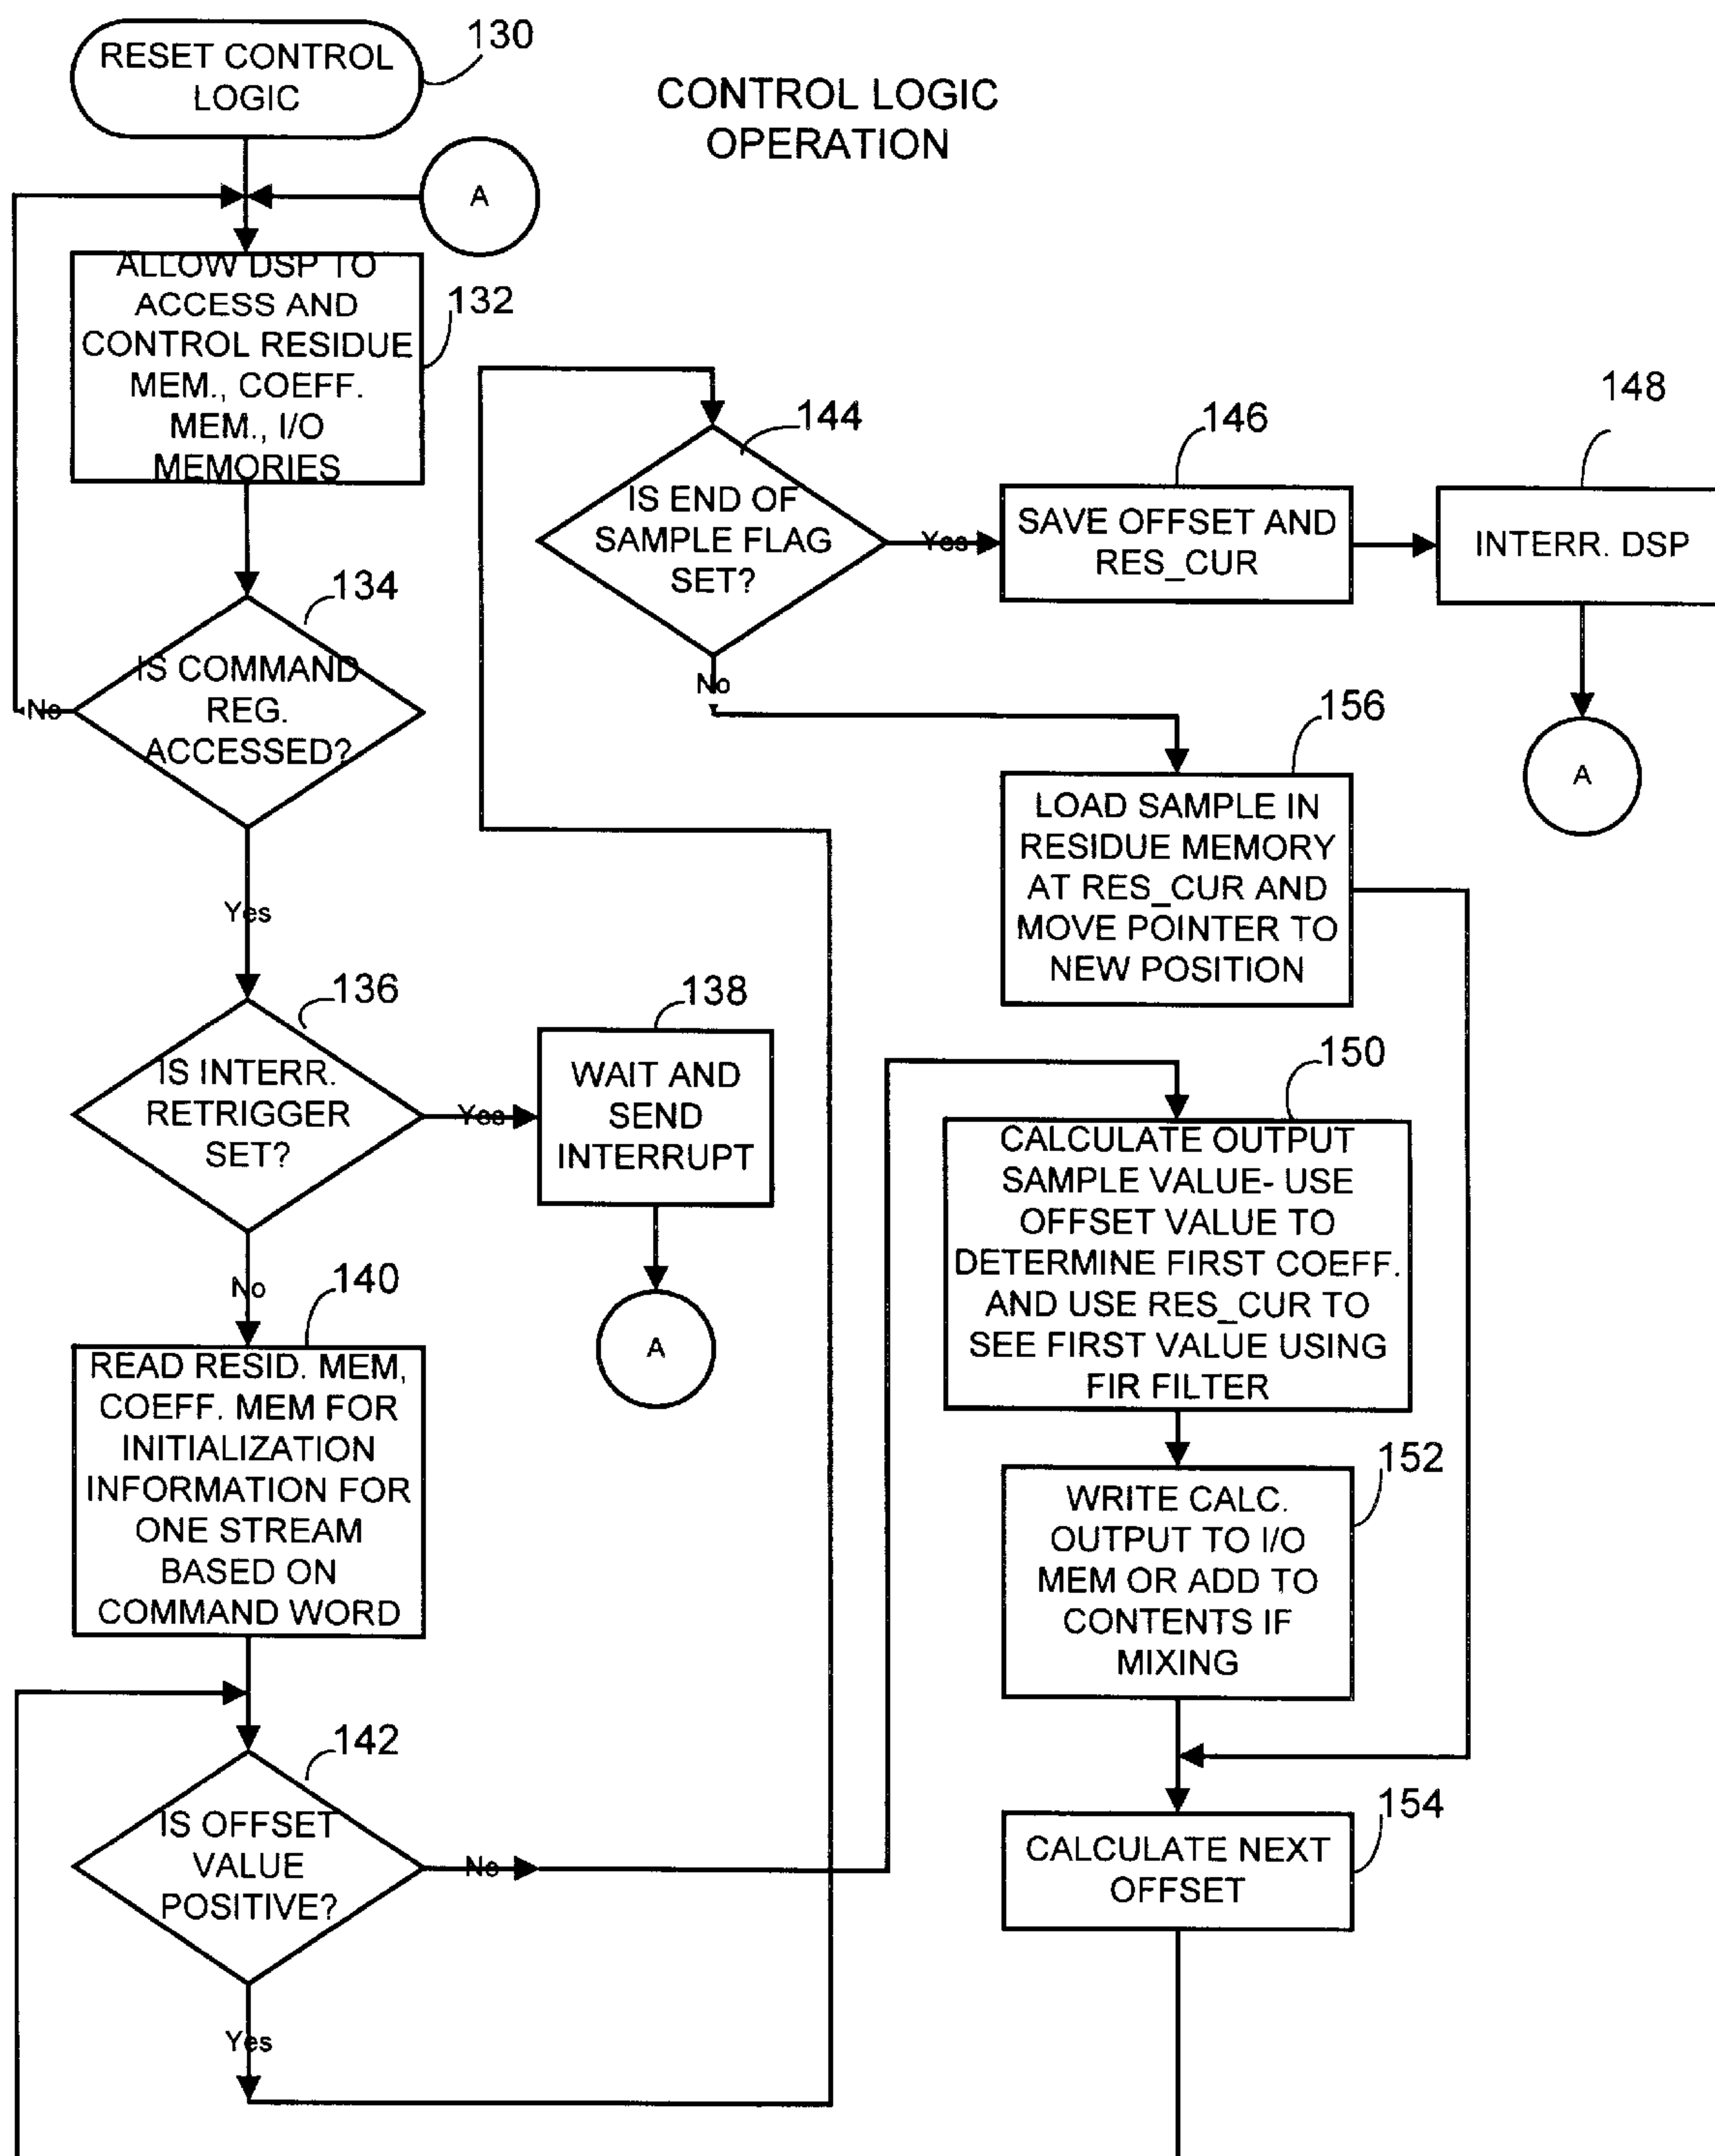 RESET CONTROL
LOGIC
130
CONTROL LOGIC
OPERATION
A
ALLOW DSP TO
ACCESS AND
CONTROL RESIDUE
MEM., COEFF.
MEM., I/O
MEMORIES
132
IS COMMAND
REG.
ACCESSED?
134
No
Yes
IS INTERR.
RETRIGGER
SET?
136
Yes
WAIT AND
SEND
INTERRUPT
138
A
No
READ RESID. MEM,
COEFF. MEM FOR
INITIALIZATION
INFORMATION FOR
ONE STREAM
BASED ON
COMMAND WORD
140
IS OFFSET
VALUE
POSITIVE?
142
No
Yes
IS END OF
SAMPLE FLAG
SET?
144
Yes
SAVE OFFSET AND
RES_CUR
146
INTERR. DSP
148
A
No
LOAD SAMPLE IN
RESIDUE MEMORY
AT RES_CUR AND
MOVE POINTER TO
NEW POSITION
156
CALCULATE OUTPUT
SAMPLE VALUE- USE
OFFSET VALUE TO
DETERMINE FIRST COEFF.
AND USE RES_CUR TO
SEE FIRST VALUE USING
FIR FILTER
150
WRITE CALC.
OUTPUT TO I/O
MEM OR ADD TO
CONTENTS IF
MIXING
152
CALCULATE NEXT
OFFSET
154